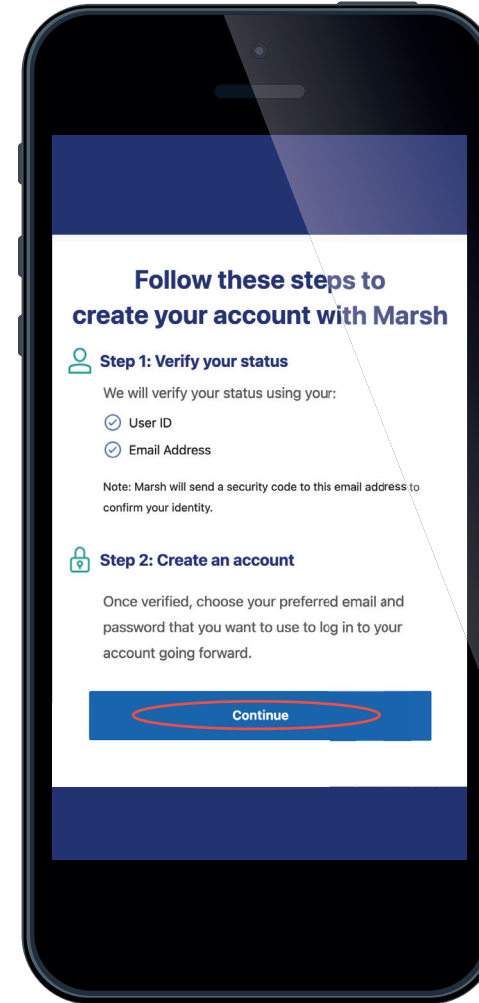 Follow these steps to
create your account with Marsh
Step 1: Verify your status
We will verify your status using your:
User ID
Email Address
Note: Marsh will send a security code to this email address to
confirm your identity.
Step 2: Create an account
Once verified, choose your preferred email and
password that you want to use to log in to your
account going forward.
Continue